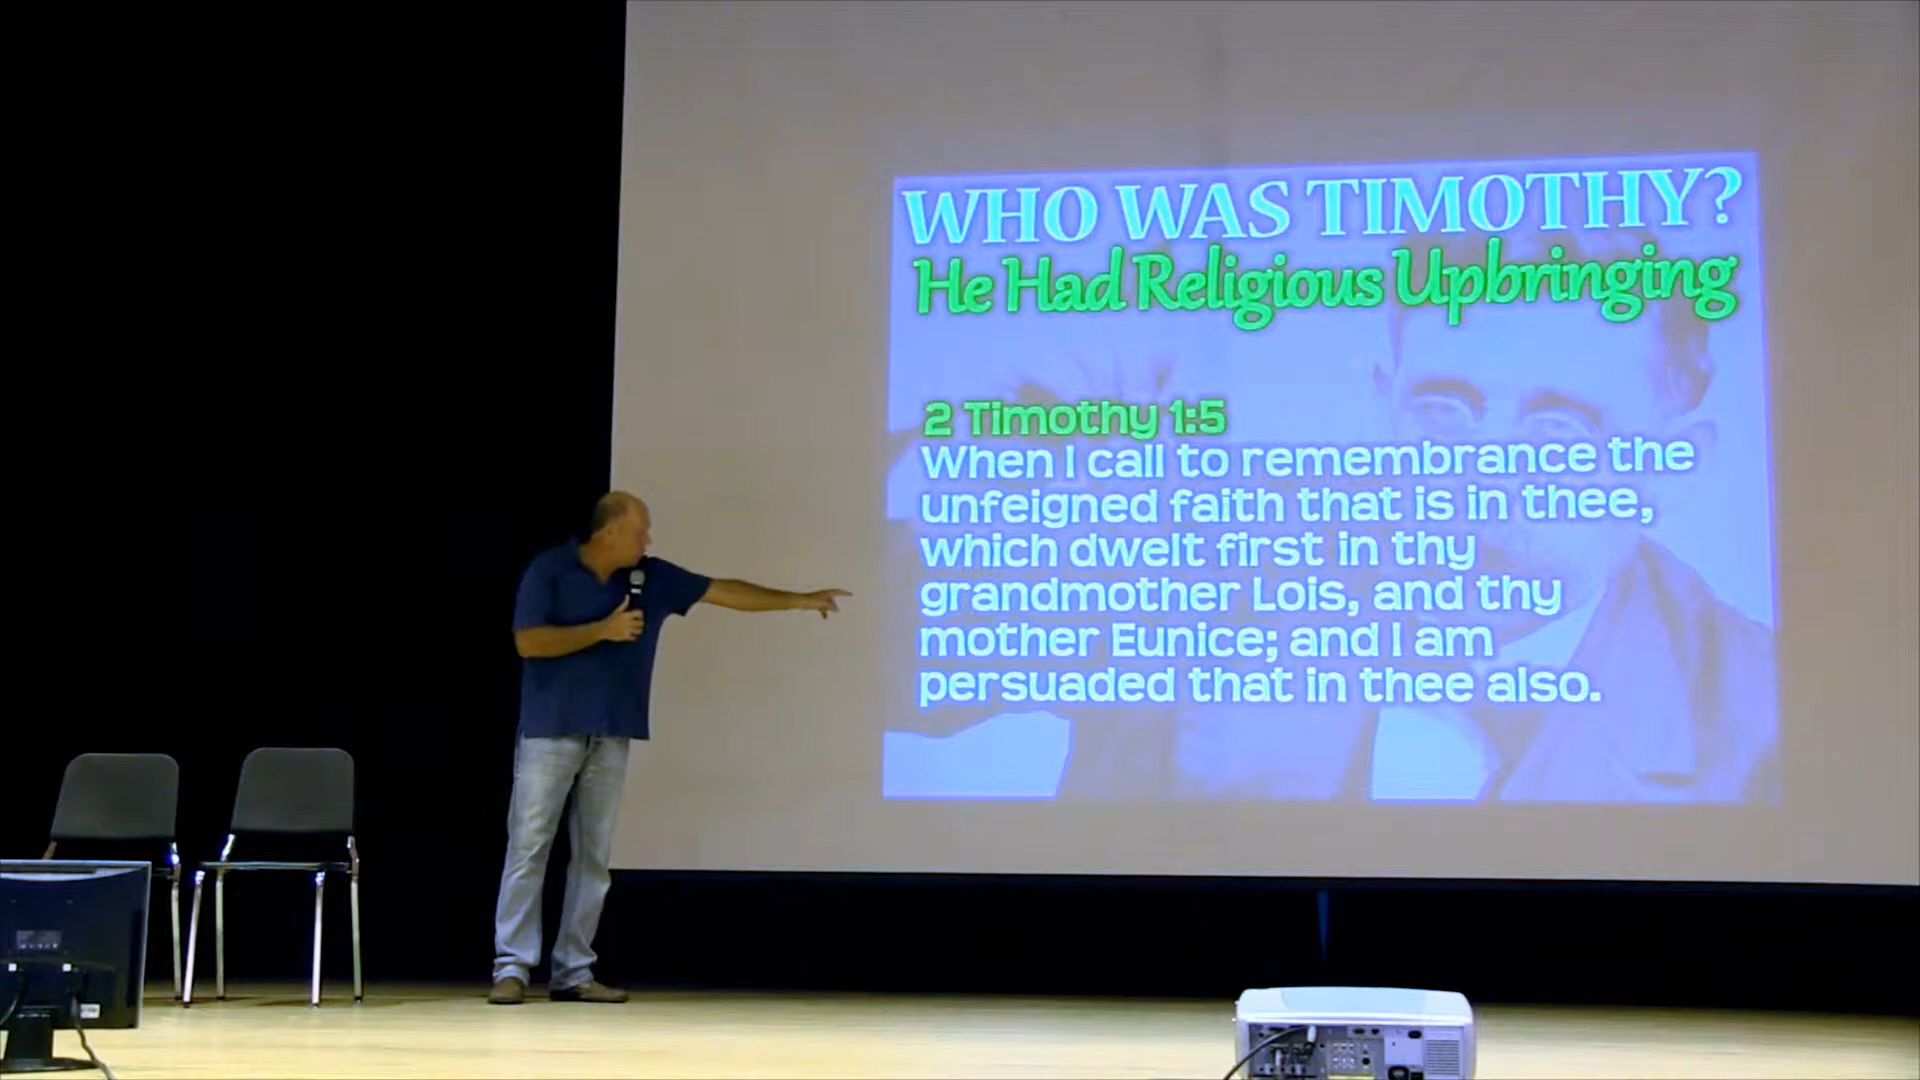 WHO WAS TIMOTHY?
He Had Religious Upbringing
2 Timothy 1:5
When I call to remembrance the
unfeigned faith that is in thee,
which dwelt first in thy
grandmother Lois, and thy
mother Eunice; and I am
persuaded that in thee also.